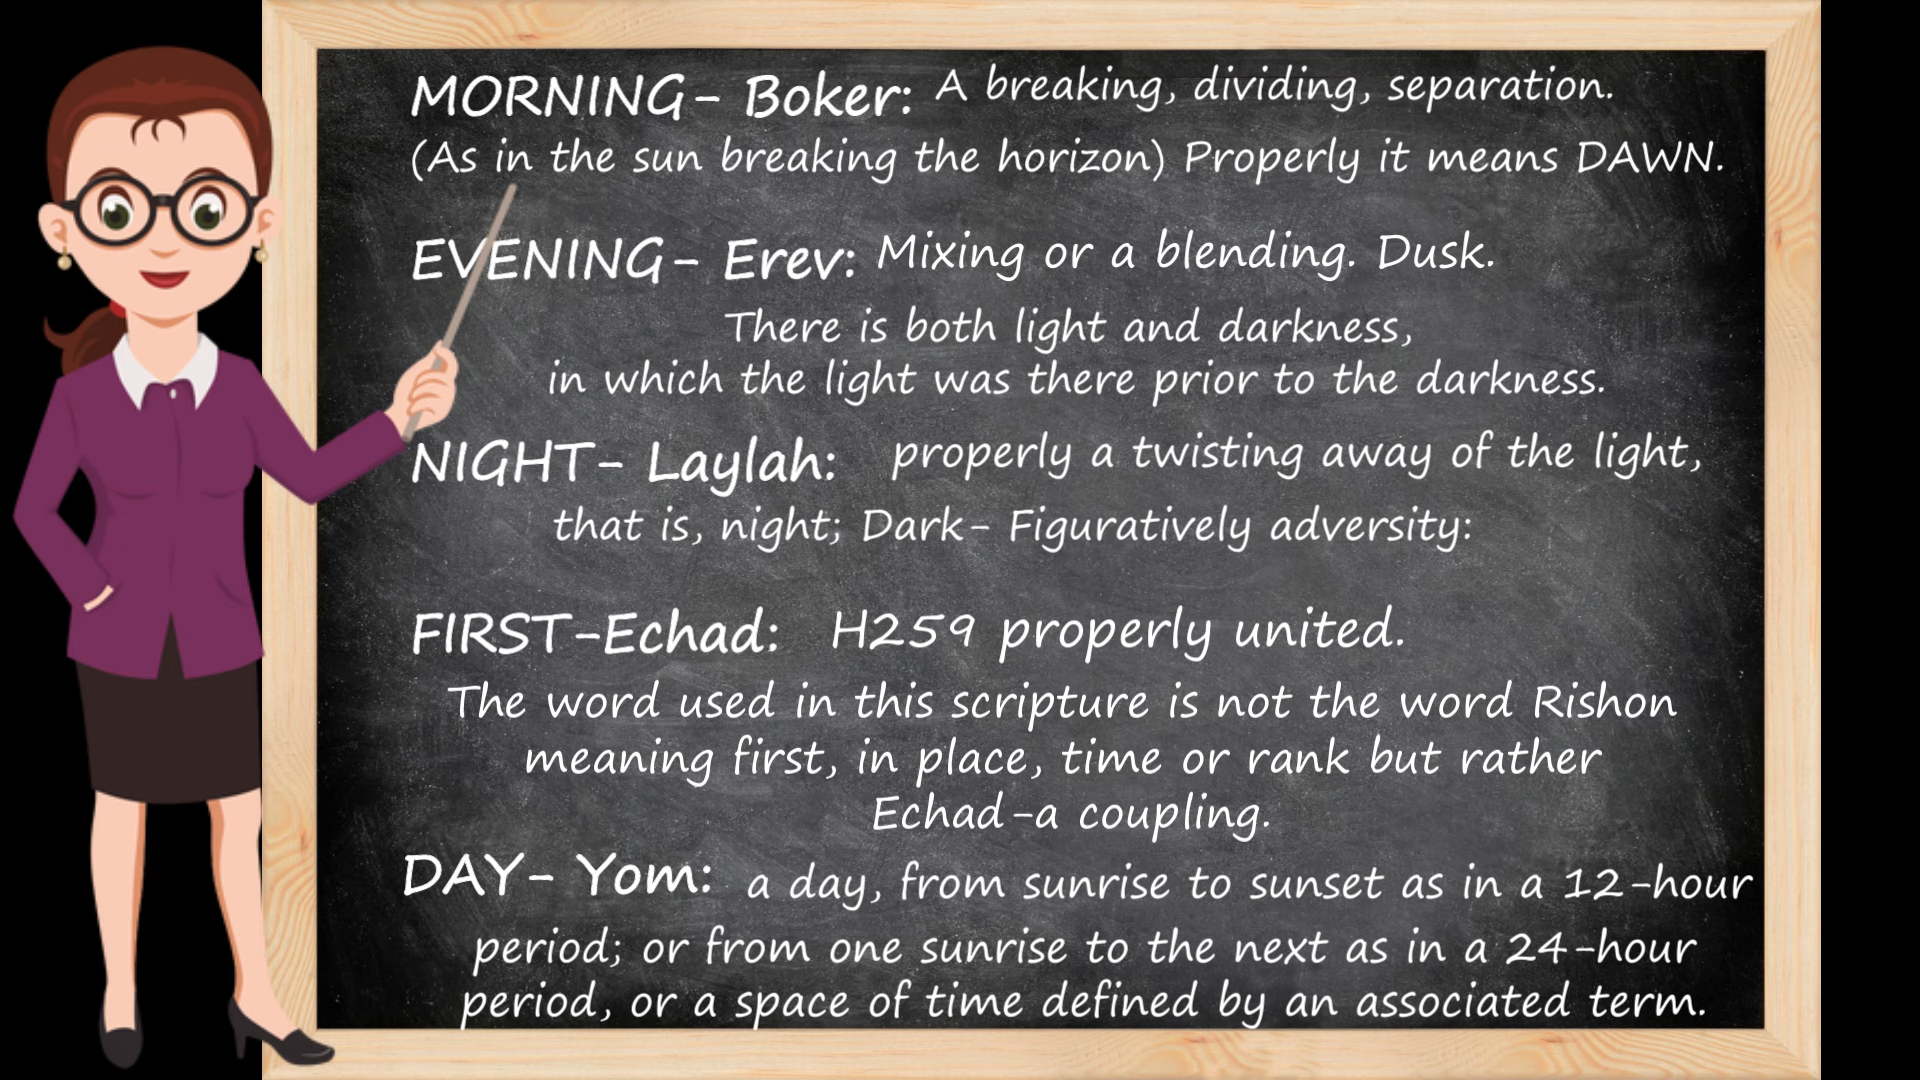 MORNING- Boker: A breaking, dividing, separation.
(As in the sun breaking the horizon) Properly it means DAWN.
EVENING- Erev: Mixing or a blending. Dusk.
There is both light and darkness,
in which the light was there prior to the darkness.
NIGHT- Laylah: properly a twisting away of the light,
that is, night; Dark- Figuratively adversity:
FIRST-Echad: H259 properly united.
The word used in this scripture is not the word Rishon
meaning first, in place, time or rank but rather
Echad-a coupling.
DAY- Yom: a day, from sunrise to sunset as in a 12-hour
period; or from one sunrise to the next as in a 24-hour
period, or a space of time defined by an associated term.